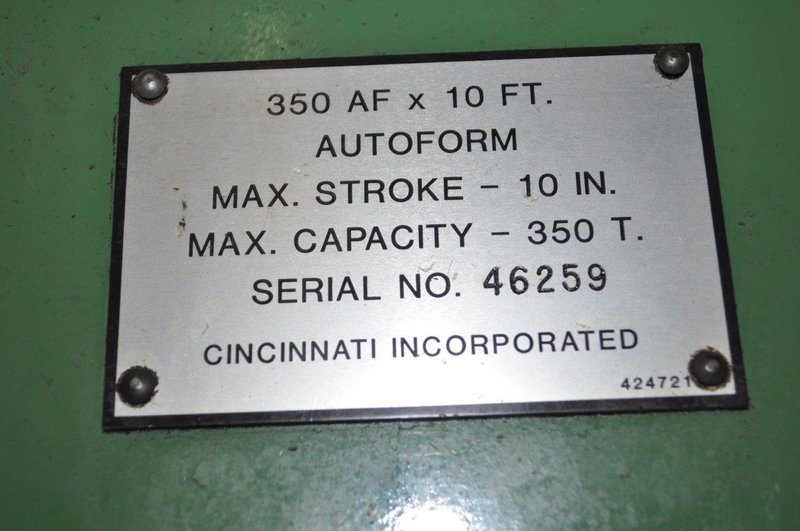 350 AF x 10 FT.
AUTOFORM
MAX. STROKE - 10 IN.
MAX. CAPACITY - 350 T.
SERIAL NO. 46259
CINCINNATI INCORPORATED
424721